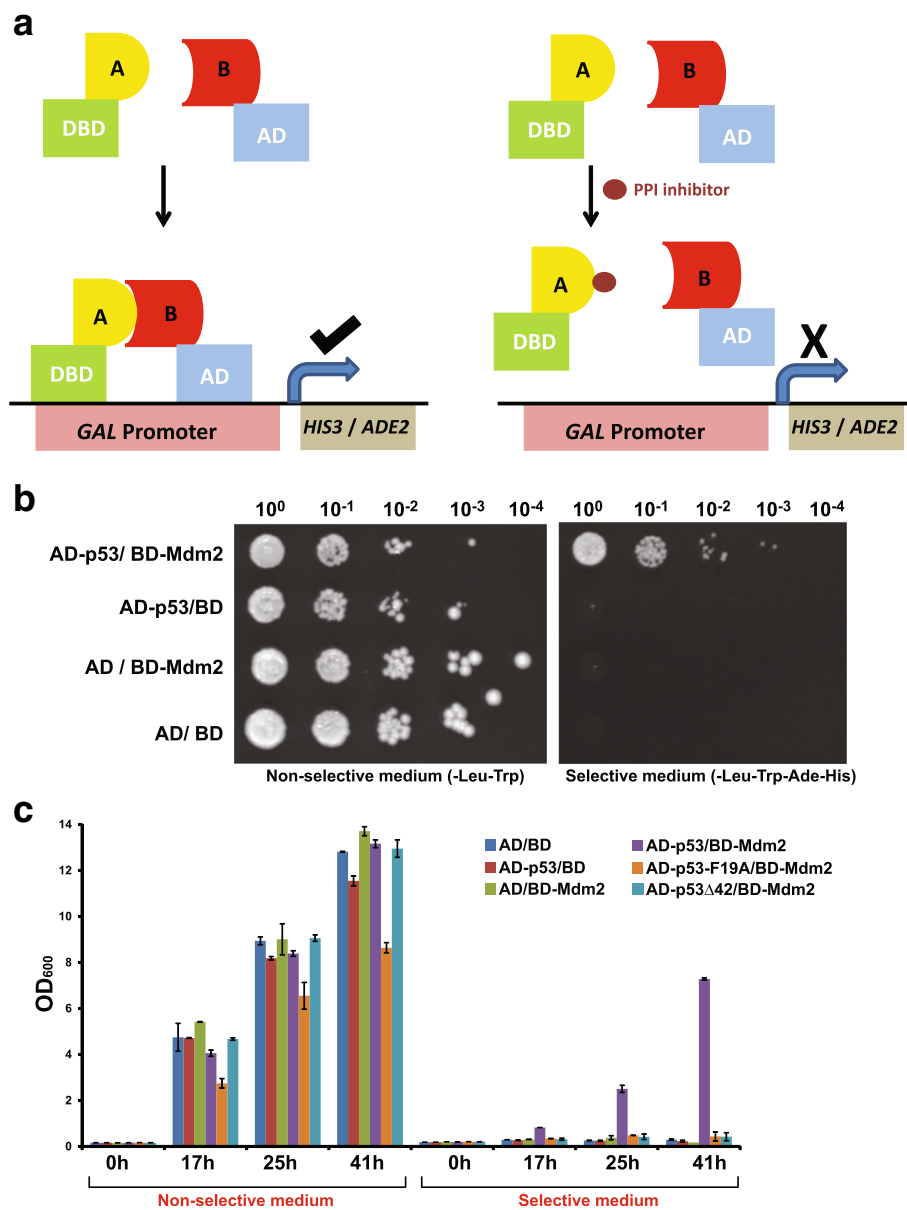 a
A
B
DBD
AD
A
B
DBD
AD
PPI inhibitor
A
B
DBD
AD
GAL Promoter
HIS3 / ADE2
A
B
DBD
AD
X
GAL Promoter
HIS3 / ADE2
b
10⁰ 10⁻¹ 10⁻² 10⁻³ 10⁻⁴
10⁰ 10⁻¹ 10⁻² 10⁻³ 10⁻⁴
AD-p53/ BD-Mdm2
AD-p53/BD
AD / BD-Mdm2
AD/ BD
Non-selective medium (-Leu-Trp)
Selective medium (-Leu-Trp-Ade-His)
c
OD₆₀₀
14
12
10
8
6
4
2
0
AD/BD
AD-p53/BD
AD/BD-Mdm2
AD-p53/BD-Mdm2
AD-p53-F19A/BD-Mdm2
AD-p53Δ42/BD-Mdm2
0h 17h 25h 41h 0h 17h 25h 41h
Non-selective medium
Selective medium